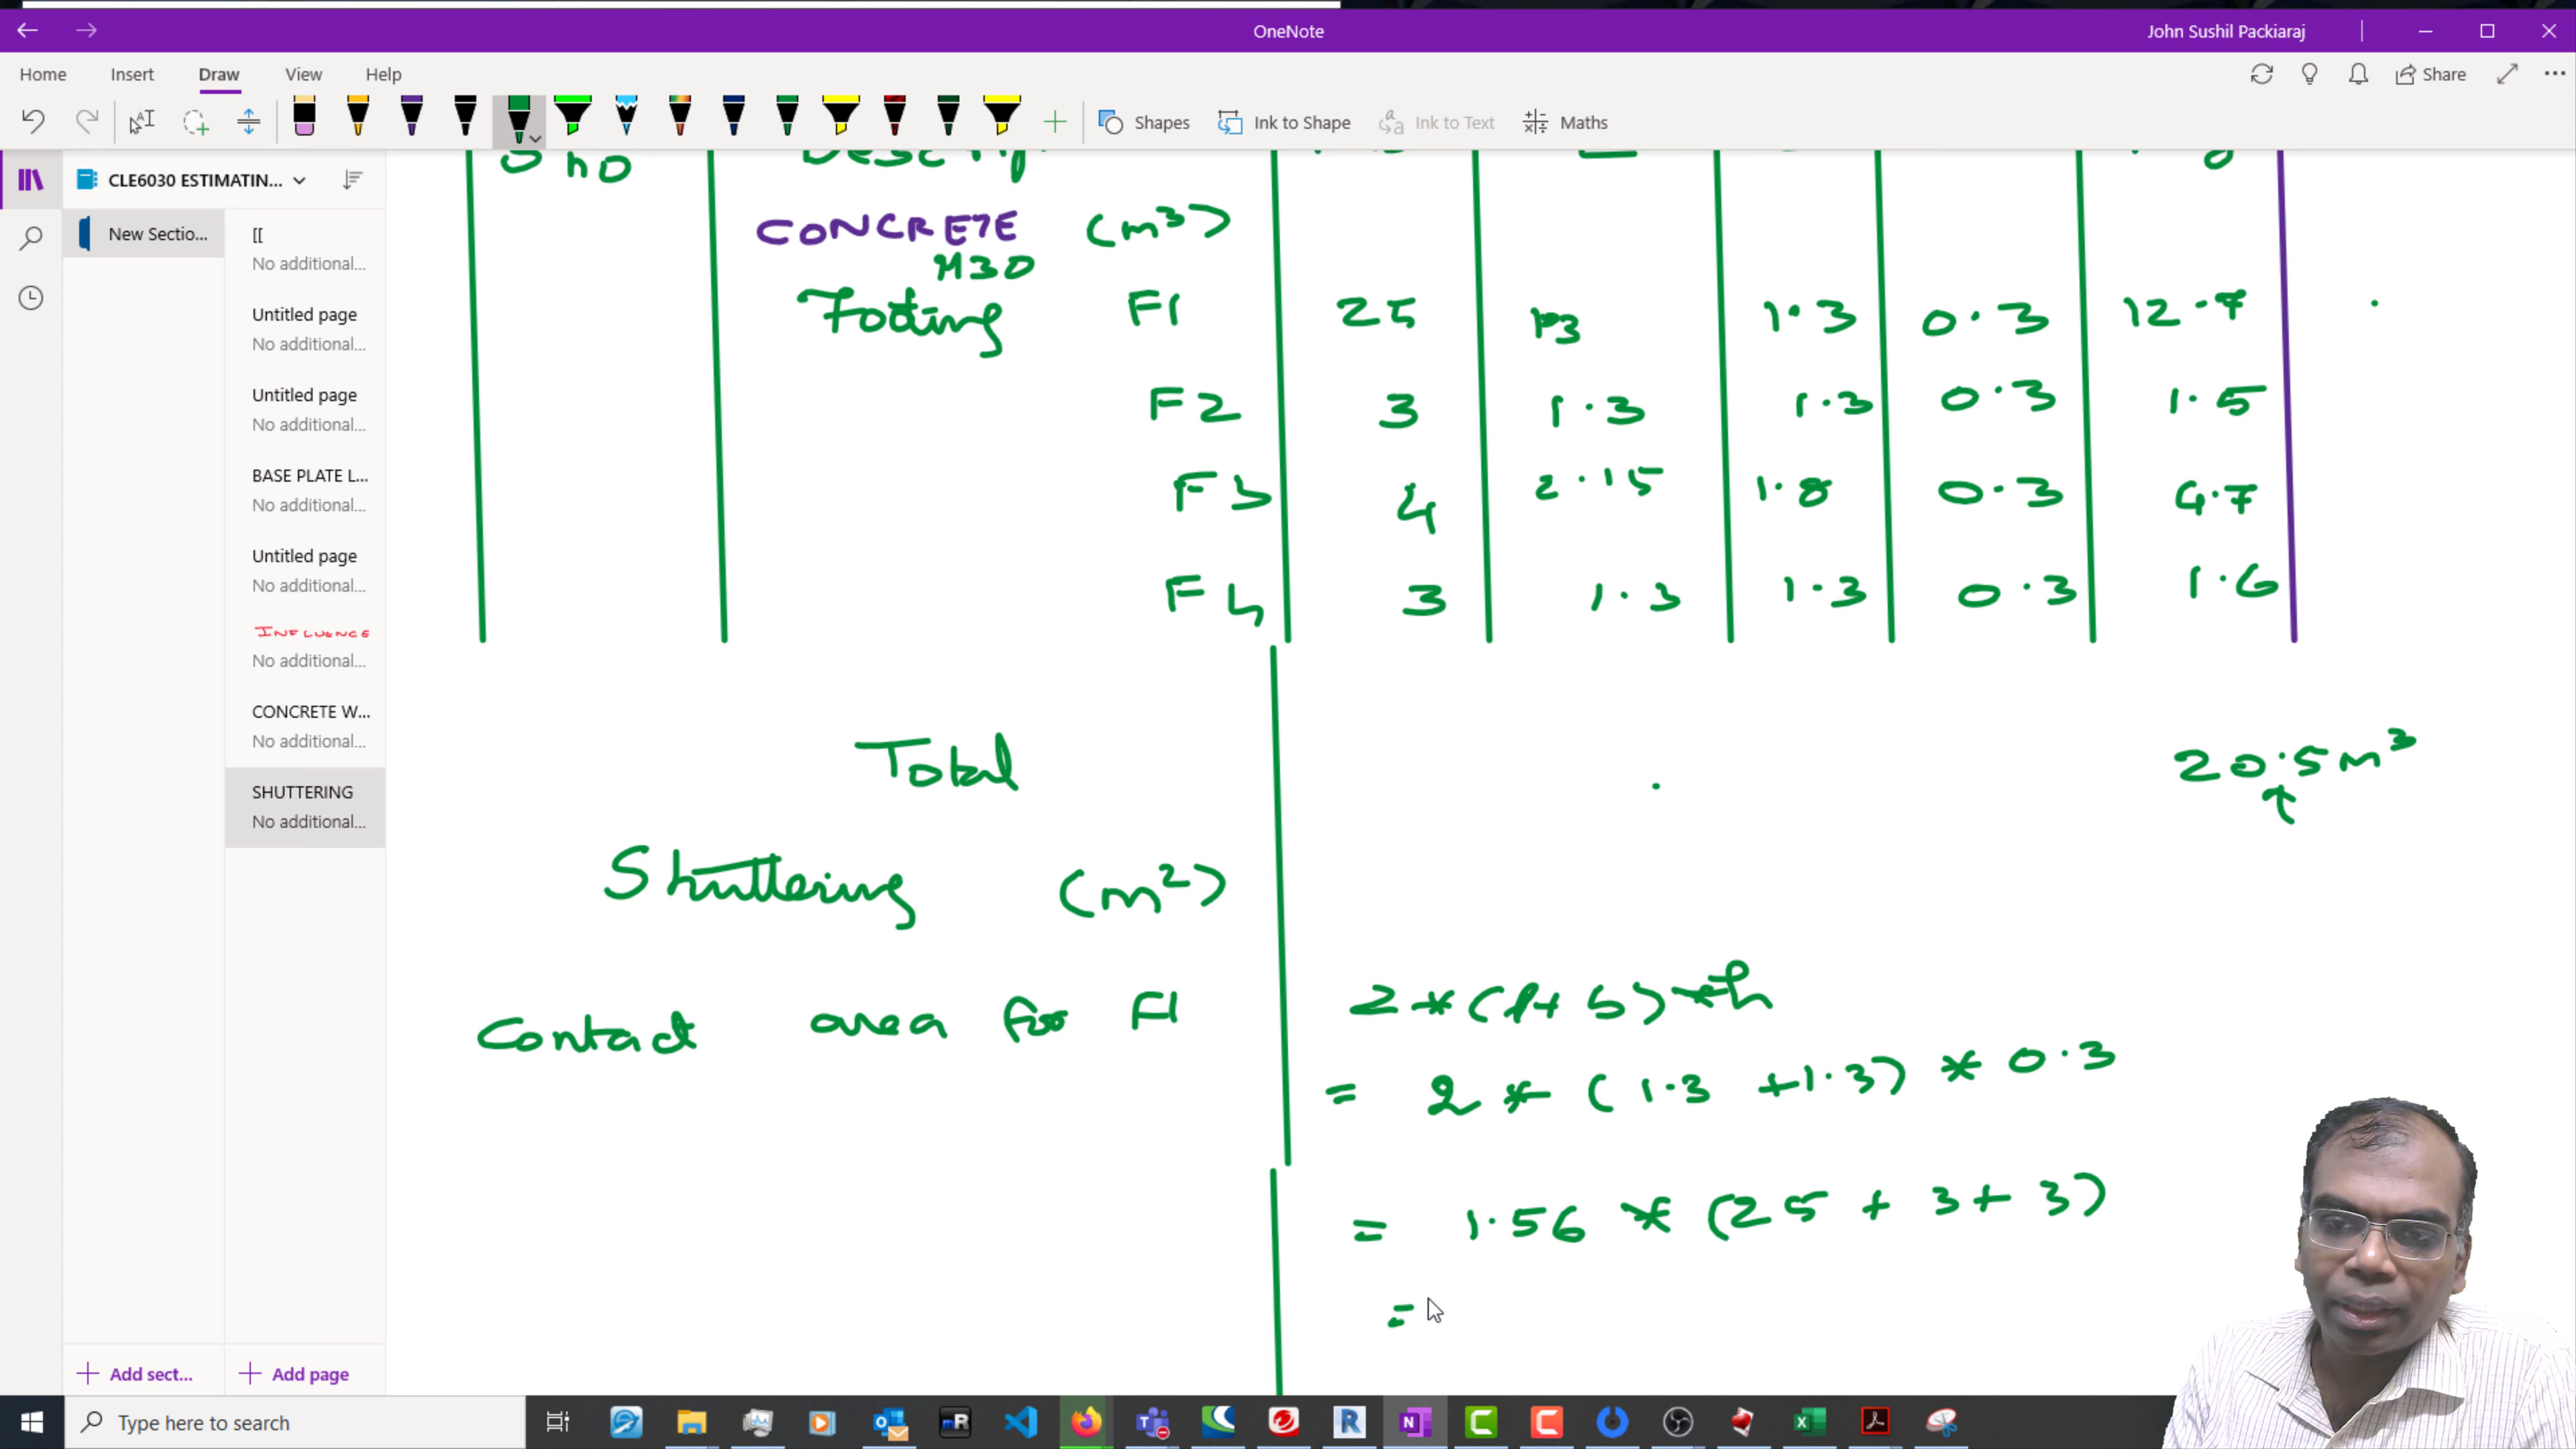 OneNote
John Sushil Packiaraj
Home Insert Draw View Help
Share
Shapes Ink to Shape Ink to Text Maths
CLE6030 ESTIMATIN...
New Sectio...
[[
No additional...
Untitled page
No additional...
Untitled page
No additional...
BASE PLATE L...
No additional...
Untitled page
No additional...
INFLUENCE
No additional...
CONCRETE W...
No additional...
SHUTTERING
No additional...
Add sect...
Add page
CONCRETE (m³)
M30
Footing F1 25 1.3 1.3 0.3 12.7
F2 3 1.3 1.3 0.3 1.5
F3 4 2.15 1.8 0.3 4.7
F4 3 1.3 1.3 0.3 1.6
Total 20.5m³
Shuttering (m²)
Contact area for F1 2*(l+b)*h
= 2 * (1.3 +1.3) * 0.3
= 1.56 * (25 + 3+ 3)
=
Type here to search